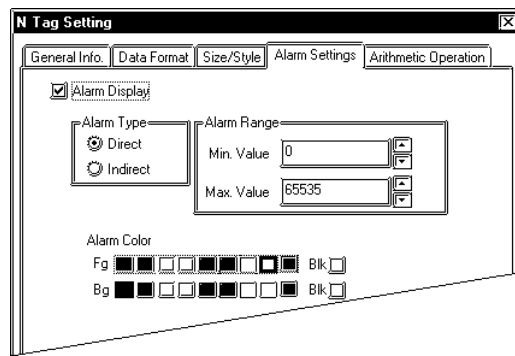 N Tag Setting
General Info. Data Format Size/Style Alarm Settings Arithmetic Operation
Alarm Display
Alarm Type
Direct
Indirect
Alarm Range
Min. Value 0
Max. Value 65535
Alarm Color
Fg Blk
Bg Blk